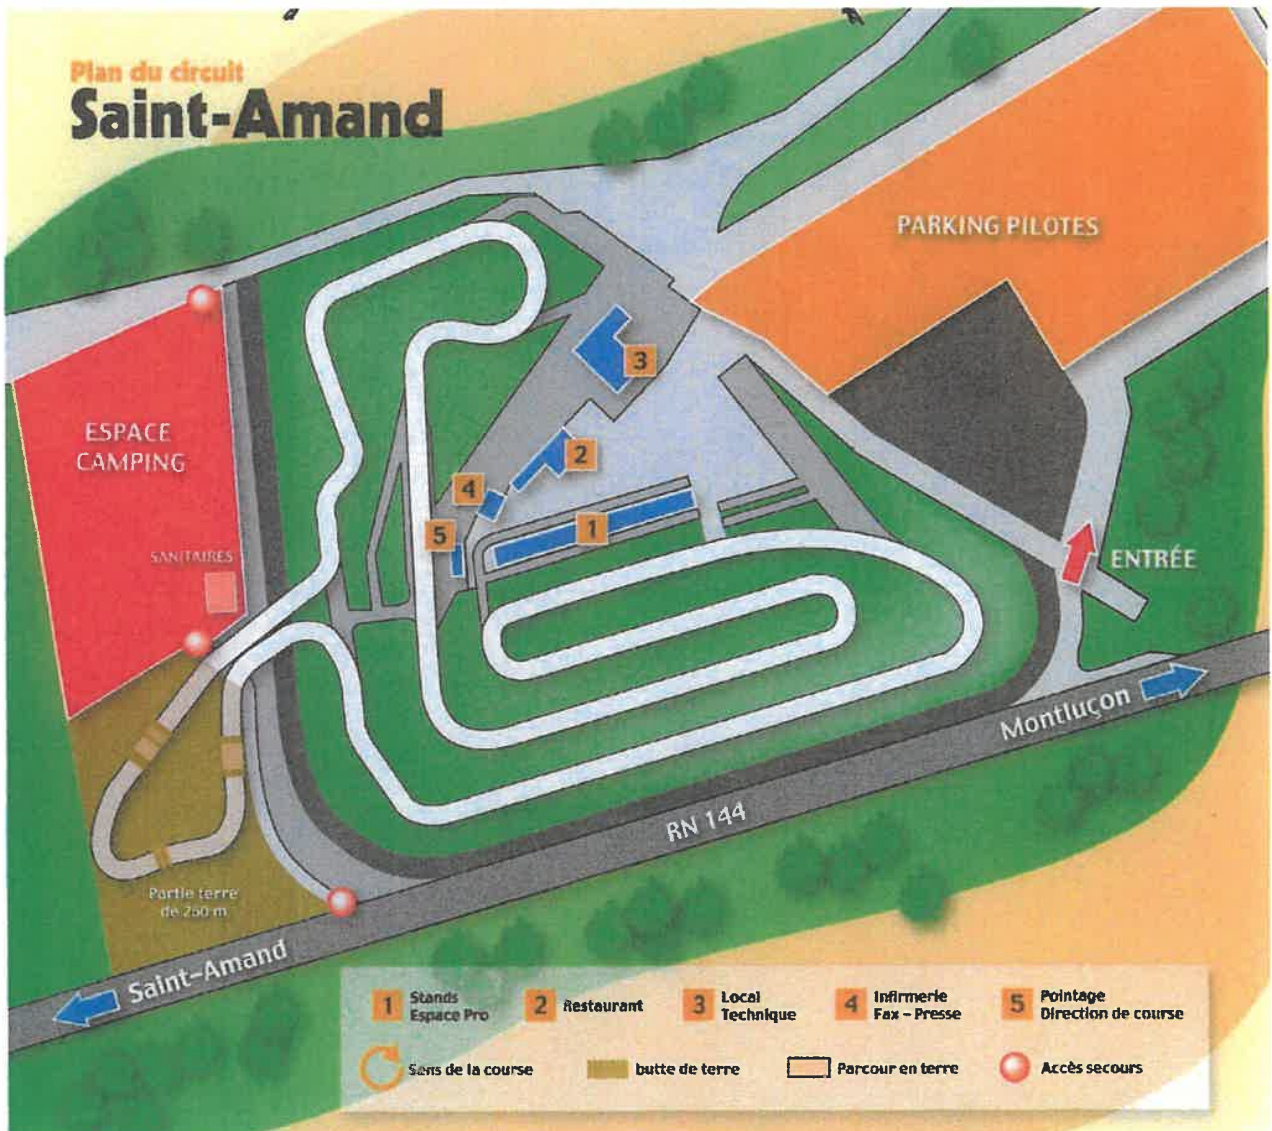 Plan du circuit
Saint-Amand
PARKING PILOTES
3
ESPACE
CAMPING
2
4
5
1
SANITAIRES
ENTRÉE
Montluçon
RN 144
Partie terre
de 250 m
Saint-Amand
1 Stands
Espace Pro
2 Restaurant
3 Local
Technique
4 Infirmerie
Fax – Presse
5 Pointage
Direction de course
Sens de la course
butte de terre
Parcour en terre
Accès secours